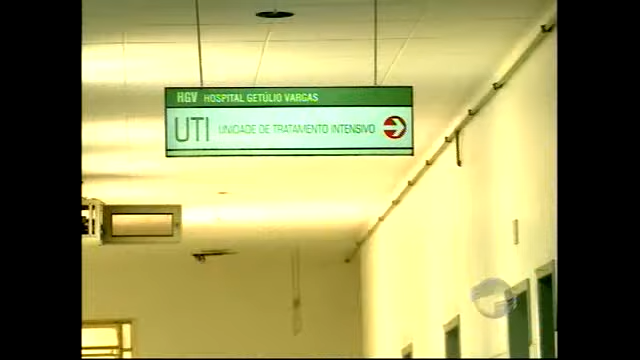 HGV HOSPITAL GETÚLIO VARGAS
UTI UNIDADE DE TRATAMENTO INTENSIVO